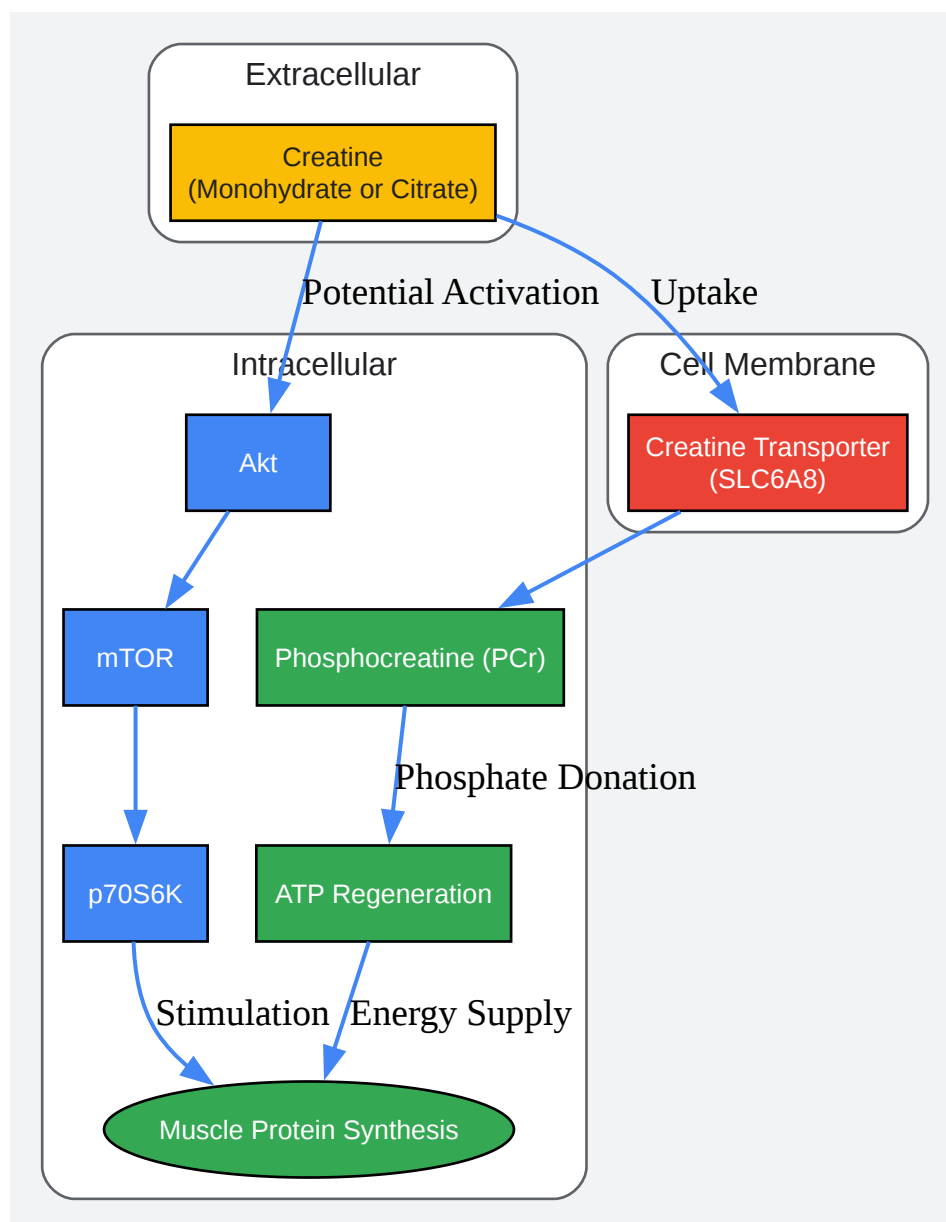 Extracellular
Creatine
(Monohydrate or Citrate)
Potential Activation
Uptake
Intracellular
Cell Membrane
Akt
Creatine Transporter
(SLC6A8)
mTOR
Phosphocreatine (PCr)
Phosphate Donation
p70S6K
ATP Regeneration
Stimulation
Energy Supply
Muscle Protein Synthesis